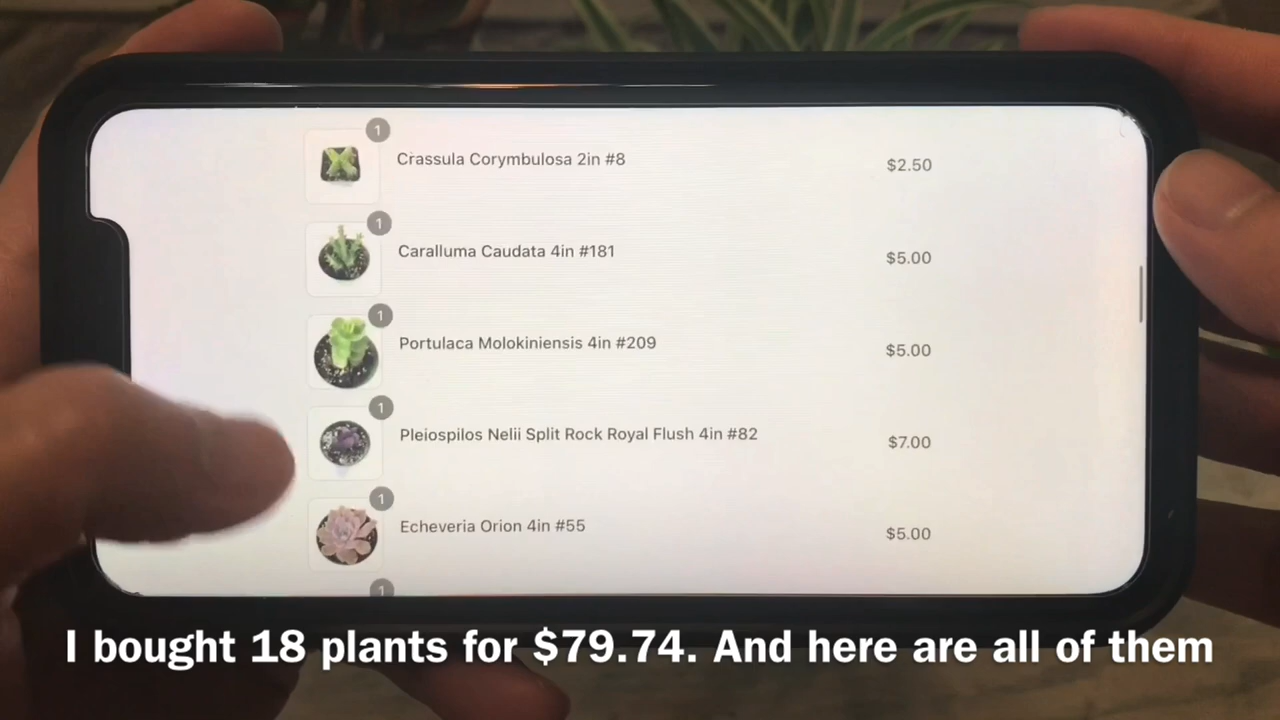 1
Crassula Corymbulosa 2in #8 $2.50
1
Caralluma Caudata 4in #181 $5.00
1
Portulaca Molokiniensis 4in #209 $5.00
1
Pleiospilos Nelii Split Rock Royal Flush 4in #82 $7.00
1
Echeveria Orion 4in #55 $5.00
1
I bought 18 plants for $79.74. And here are all of them